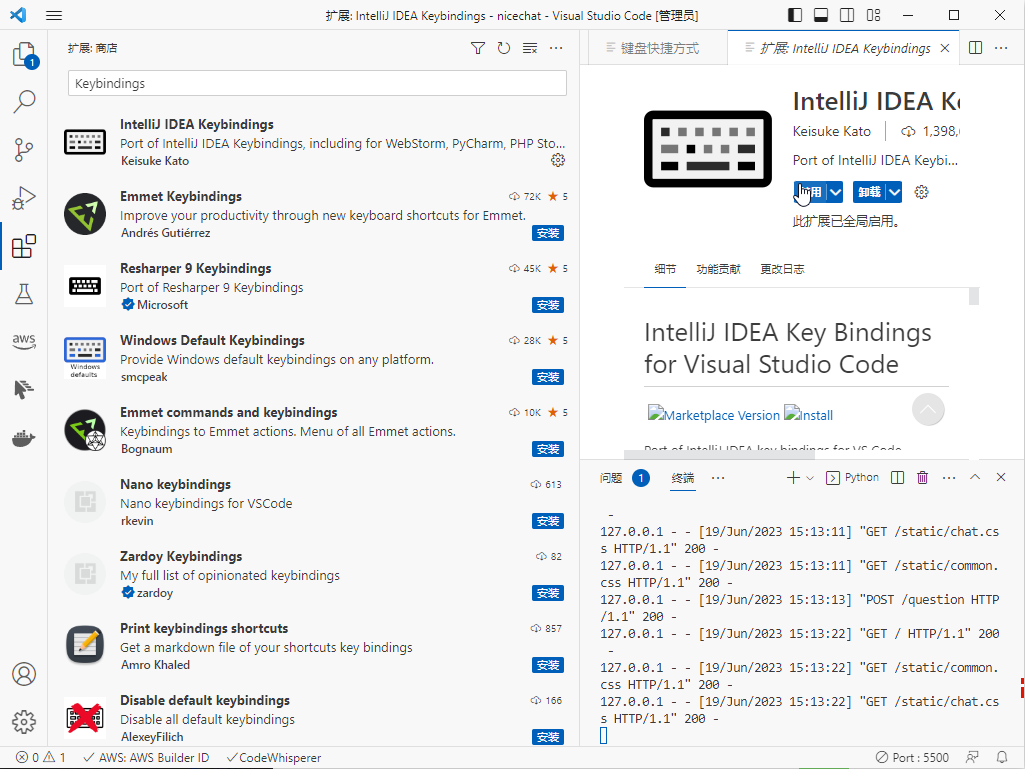 扩展: IntelliJ IDEA Keybindings - nicechat - Visual Studio Code [管理员]
1
扩展: 商店
Keybindings
IntelliJ IDEA Keybindings
Port of IntelliJ IDEA Keybindings, including for WebStorm, PyCharm, PHP Sto...
Keisuke Kato
Emmet Keybindings 72K ★ 5
Improve your productivity through new keyboard shortcuts for Emmet.
Andrés Gutiérrez 安装
Resharper 9 Keybindings 45K ★ 5
Port of Resharper 9 Keybindings
Microsoft 安装
Windows Default Keybindings 28K ★ 5
Provide Windows default keybindings on any platform.
Windows
defaults
smcpeak 安装
Emmet commands and keybindings 10K ★ 5
Keybindings to Emmet actions. Menu of all Emmet actions.
Bognaum 安装
Nano keybindings 613
Nano keybindings for VSCode
rkevin 安装
Zardoy Keybindings 82
My full list of opinionated keybindings
zardoy 安装
Print keybindings shortcuts 857
Get a markdown file of your shortcuts key bindings
Amro Khaled 安装
Disable default keybindings 166
Disable all default keybindings
AlexeyFilich 安装
aws
键盘快捷方式 扩展: IntelliJ IDEA Keybindings
IntelliJ IDEA Ke
Keisuke Kato 1,398,
Port of IntelliJ IDEA Keybi...
用 卸载
此扩展已全局启用。
细节 功能贡献 更改日志
IntelliJ IDEA Key Bindings
for Visual Studio Code
Marketplace Version Install
Port of IntelliJ IDEA key bindings for VS Code.
问题 1 终端 ··· Python
-
127.0.0.1 - - [19/Jun/2023 15:13:11] "GET /static/chat.cs
s HTTP/1.1" 200 -
127.0.0.1 - - [19/Jun/2023 15:13:11] "GET /static/common.
css HTTP/1.1" 200 -
127.0.0.1 - - [19/Jun/2023 15:13:13] "POST /question HTTP
/1.1" 200 -
127.0.0.1 - - [19/Jun/2023 15:13:22] "GET / HTTP/1.1" 200
-
127.0.0.1 - - [19/Jun/2023 15:13:22] "GET /static/common.
css HTTP/1.1" 200 -
127.0.0.1 - - [19/Jun/2023 15:13:22] "GET /static/chat.cs
s HTTP/1.1" 200 -
0 1 AWS: AWS Builder ID CodeWhisperer Port : 5500